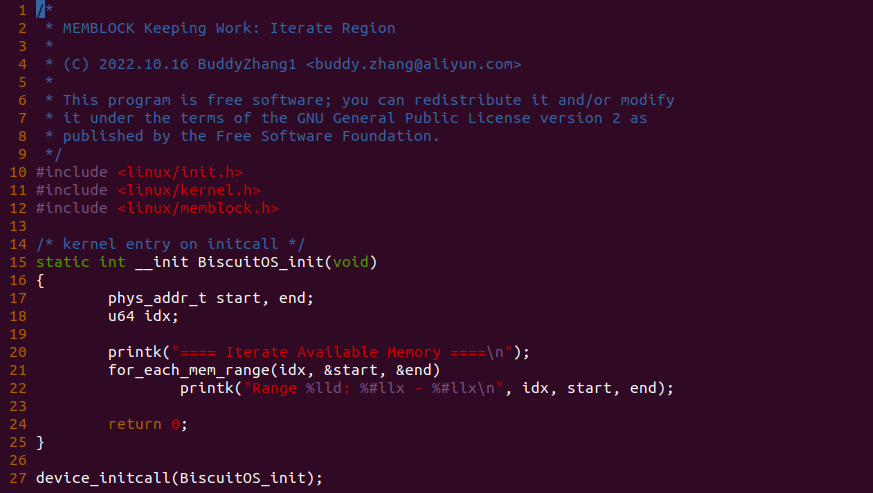 1 /*
2  * MEMBLOCK Keeping Work: Iterate Region
3  *
4  * (C) 2022.10.16 BuddyZhang1 <buddy.zhang@aliyun.com>
5  *
6  * This program is free software; you can redistribute it and/or modify
7  * it under the terms of the GNU General Public License version 2 as
8  * published by the Free Software Foundation.
9  */
10 #include <linux/init.h>
11 #include <linux/kernel.h>
12 #include <linux/memblock.h>
13
14 /* kernel entry on initcall */
15 static int __init BiscuitOS_init(void)
16 {
17         phys_addr_t start, end;
18         u64 idx;
19
20         printk("==== Iterate Available Memory ====\n");
21         for_each_mem_range(idx, &start, &end)
22                 printk("Range %lld: %#llx - %#llx\n", idx, start, end);
23
24         return 0;
25 }
26
27 device_initcall(BiscuitOS_init);